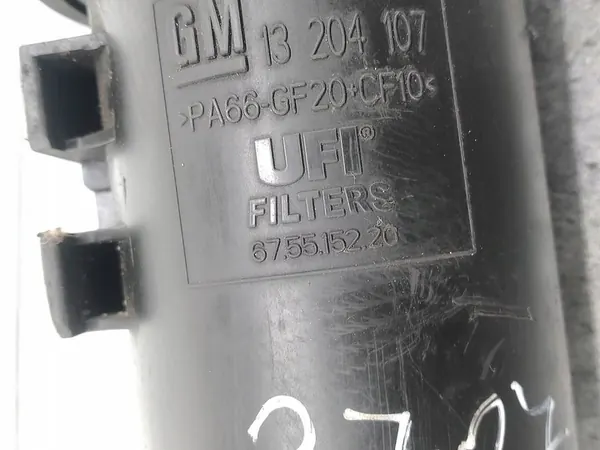 GM 13 204 107
>PA66-GF20+CF10<
UFI®
FILTERS
67.55.152.20